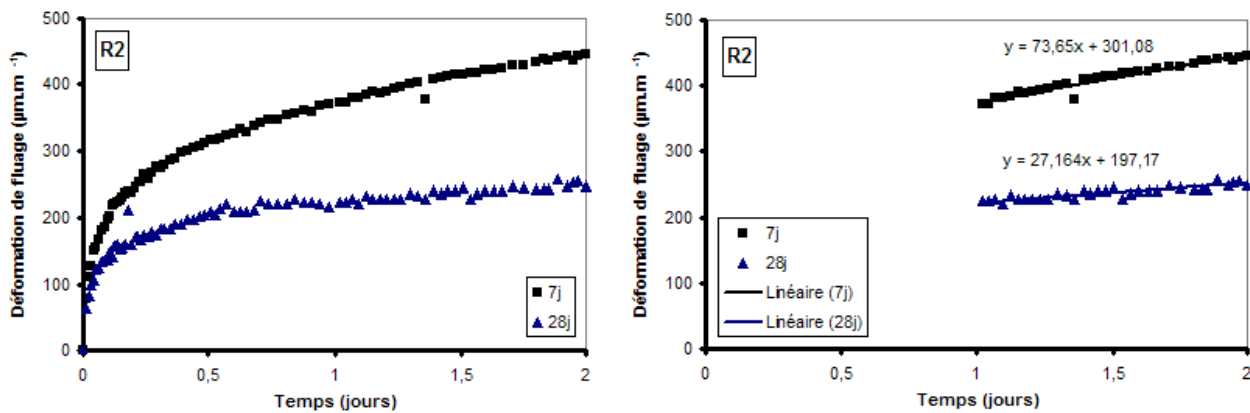 Déformation de fluage (µm.m⁻¹)
500
400
300
200
100
0
R2
7j
28j
0
0,5
1
1,5
2
Temps (jours)
Déformation de fluage (µm.m⁻¹)
500
400
300
200
100
0
R2
y = 73,65x + 301,08
y = 27,164x + 197,17
7j
28j
Linéaire (7j)
Linéaire (28j)
0
0,5
1
1,5
2
Temps (jours)